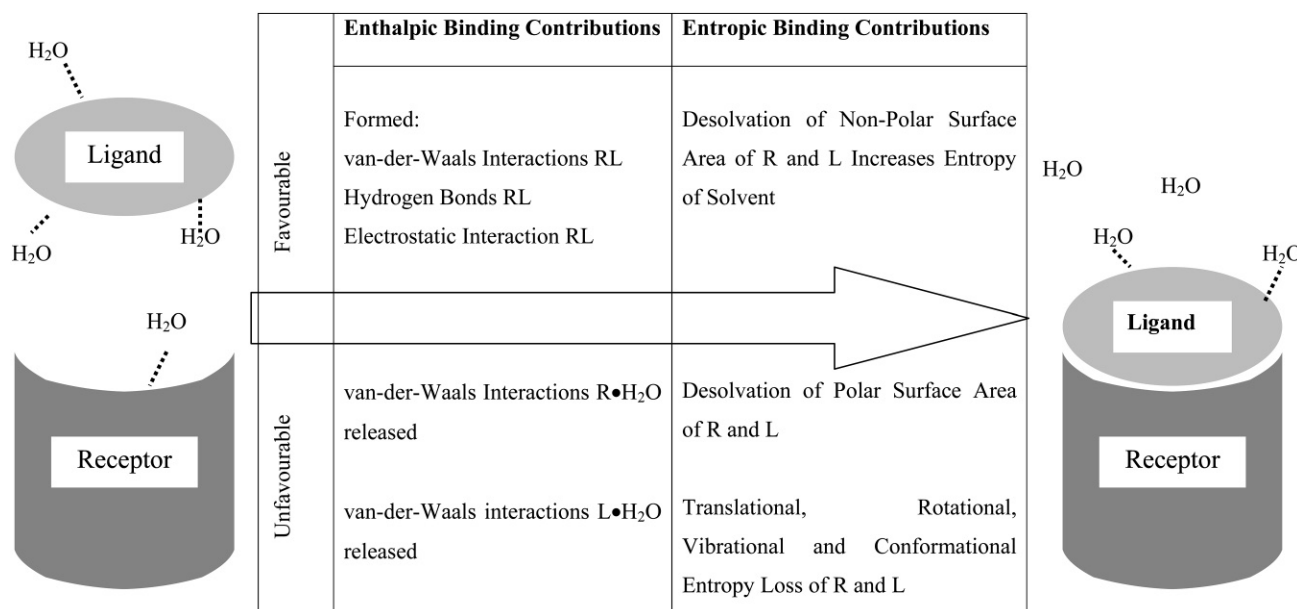 H₂O
Ligand
H₂O
H₂O
H₂O
Receptor
Enthalpic Binding Contributions
Entropic Binding Contributions
Favourable
Formed:
van-der-Waals Interactions RL
Hydrogen Bonds RL
Electrostatic Interaction RL
Desolvation of Non-Polar Surface
Area of R and L Increases Entropy
of Solvent
Unfavourable
van-der-Waals Interactions R•H₂O
released
van-der-Waals interactions L•H₂O
released
Desolvation of Polar Surface Area
of R and L
Translational, Rotational,
Vibrational and Conformational
Entropy Loss of R and L
H₂O
H₂O
H₂O
H₂O
Ligand
Receptor